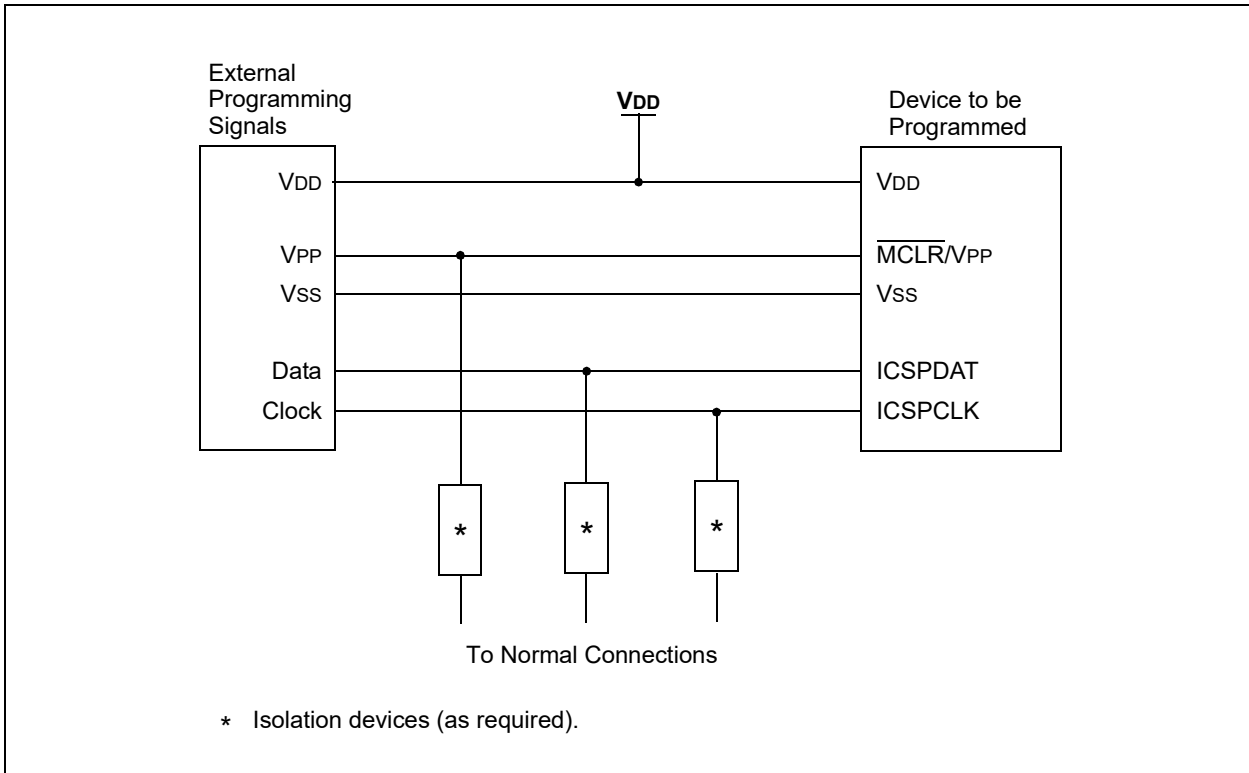 External
Programming
Signals
VDD
Device to be
Programmed
VDD
VDD
VPP
MCLR/VPP
VSS
VSS
Data
ICSPDAT
Clock
ICSPCLK
*
*
*
To Normal Connections
* Isolation devices (as required).